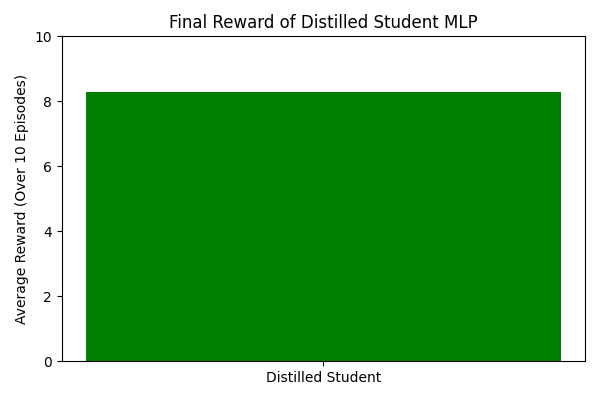 Final Reward of Distilled Student MLP
Average Reward (Over 10 Episodes)
10
8
6
4
2
0
Distilled Student